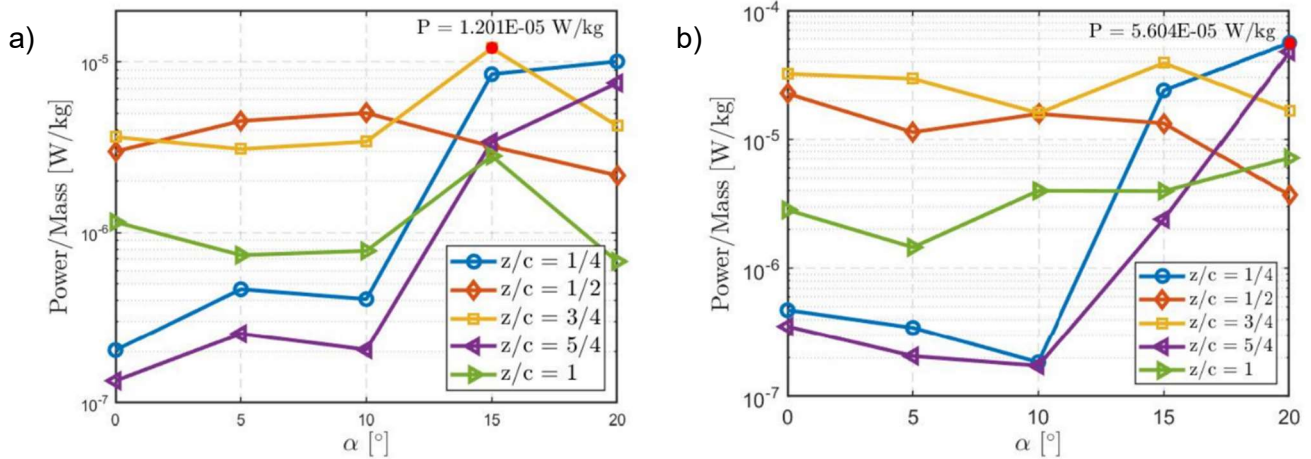 a)
P = 1.201E-05 W/kg
Power/Mass [W/kg]
10^-5
10^-6
10^-7
0 5 10 15 20
α [°]
z/c = 1/4
z/c = 1/2
z/c = 3/4
z/c = 5/4
z/c = 1
b)
P = 5.604E-05 W/kg
Power/Mass [W/kg]
10^-4
10^-5
10^-6
10^-7
0 5 10 15 20
α [°]
z/c = 1/4
z/c = 1/2
z/c = 3/4
z/c = 5/4
z/c = 1